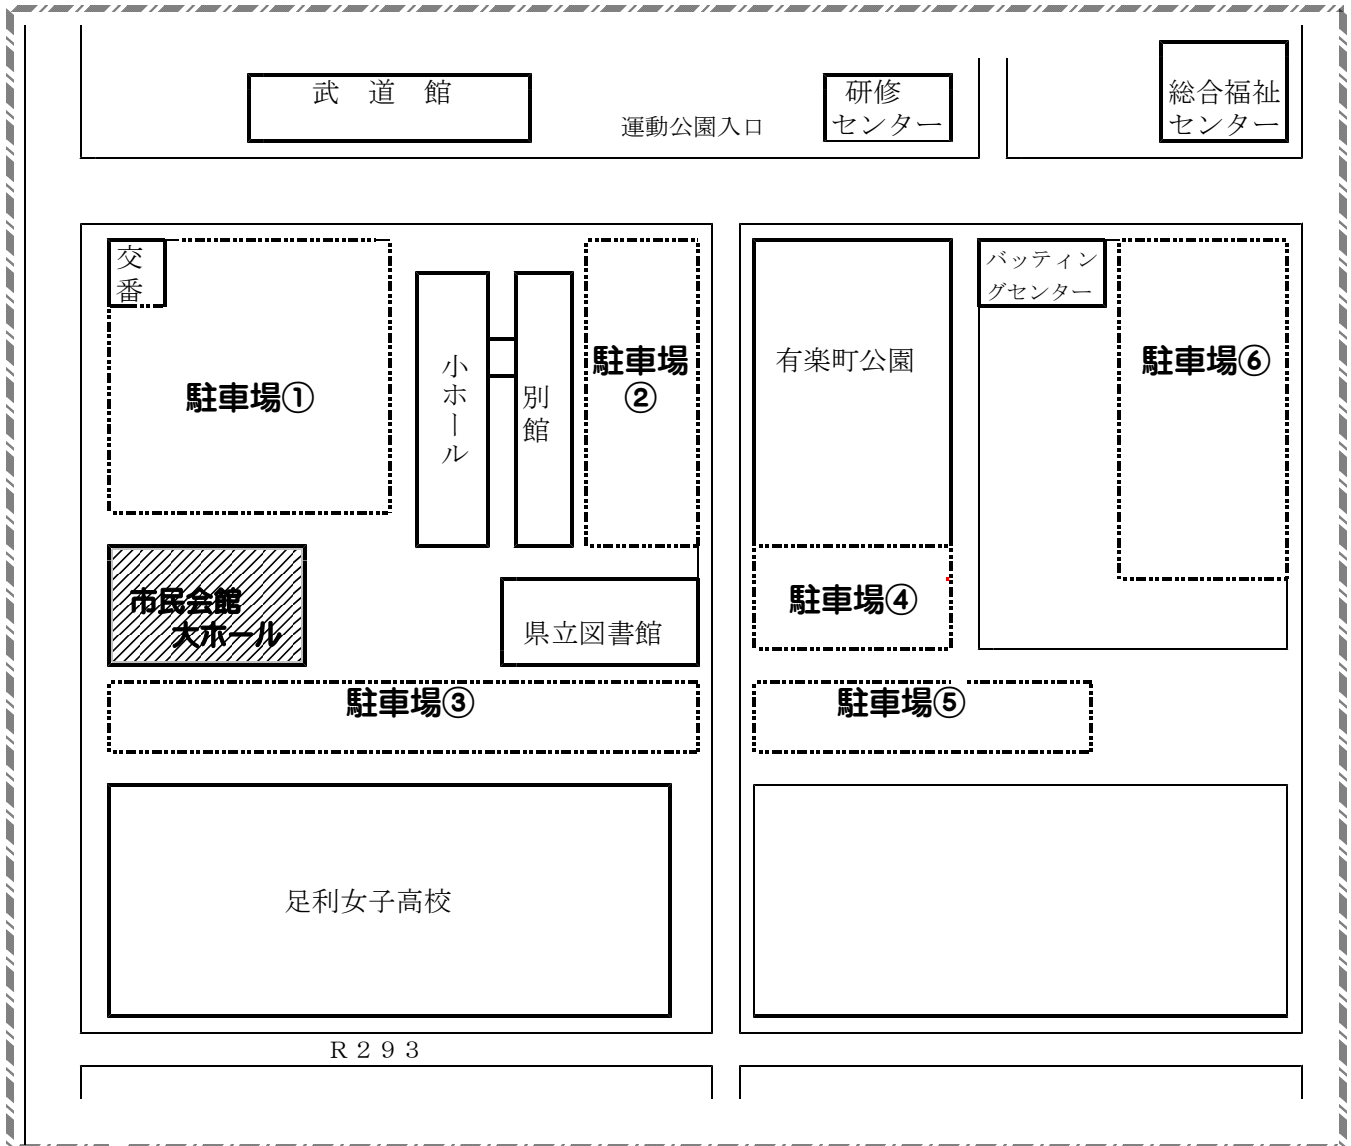 武　道　館
運動公園入口
研修
センター
総合福祉
センター
交
番
駐車場①
小ホール
別館
駐車場
②
有楽町公園
バッティン
グセンター
駐車場⑥
市民会館
大ホール
県立図書館
駐車場④
駐車場③
駐車場⑤
足利女子高校
Ｒ２９３